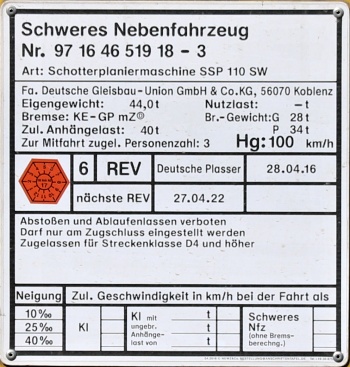 Schweres Nebenfahrzeug
Nr. 97 16 46 519 18 - 3
Art: Schotterplaniermaschine SSP 110 SW
Fa. Deutsche Gleisbau-Union GmbH & Co.KG, 56070 Koblenz
Eigengewicht: 44,0t Nutzlast: -t
Bremse: KE-GP mZ Br.-Gewicht: G 28t
Zul. Anhängelast: 40t P 34t
Zur Mitfahrt zugel. Personenzahl: 3 Hg: 100 km/h
6 REV Deutsche Plasser 28.04.16
nächste REV 27.04.22
Abstoßen und Ablaufenlassen verboten
Darf nur am Zugschluss eingestellt werden
Zugelassen für Streckenklasse D4 und höher
Neigung Zul. Geschwindigkeit in km/h bei der Fahrt als
10‰
25‰
40‰
Kl
Kl mit t
ungebr. t
Anhänge-
last von t
Schweres
Nfz
(ohne Brems-
berechng.)